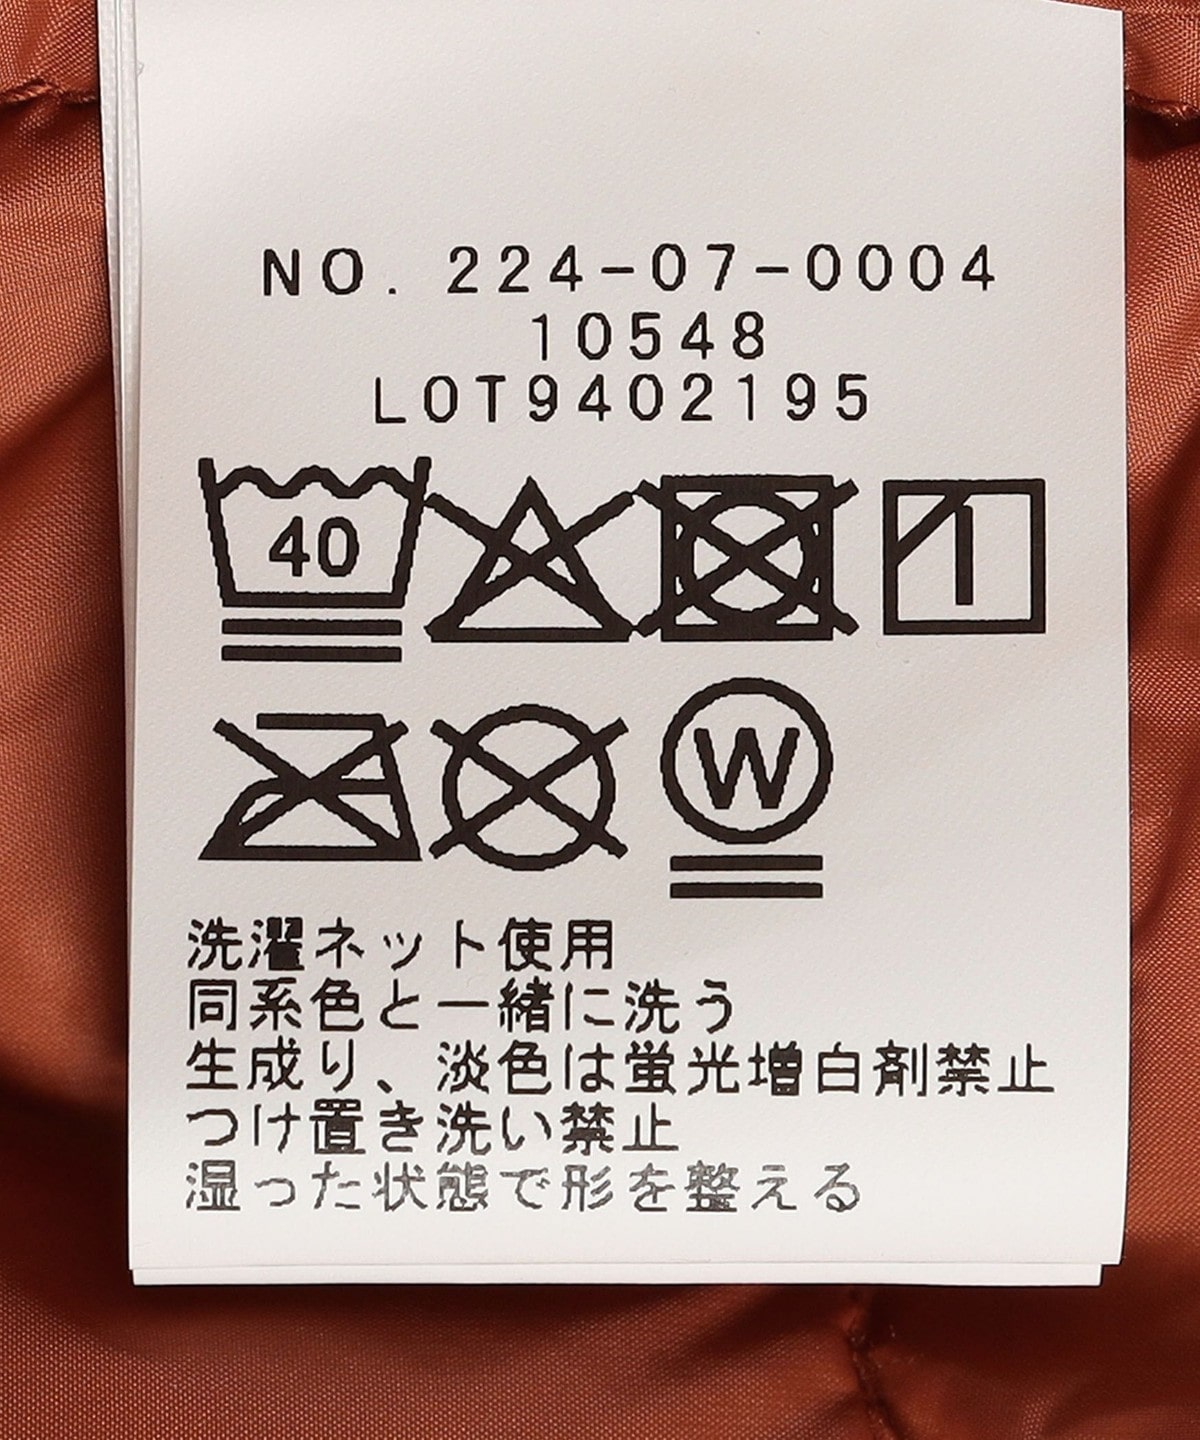 NO. 224-07-0004
10548
LOT9402195
40
W
洗濯ネット使用
同系色と一緒に洗う
生成り、淡色は蛍光増白剤禁止
つけ置き洗い禁止
湿った状態で形を整える